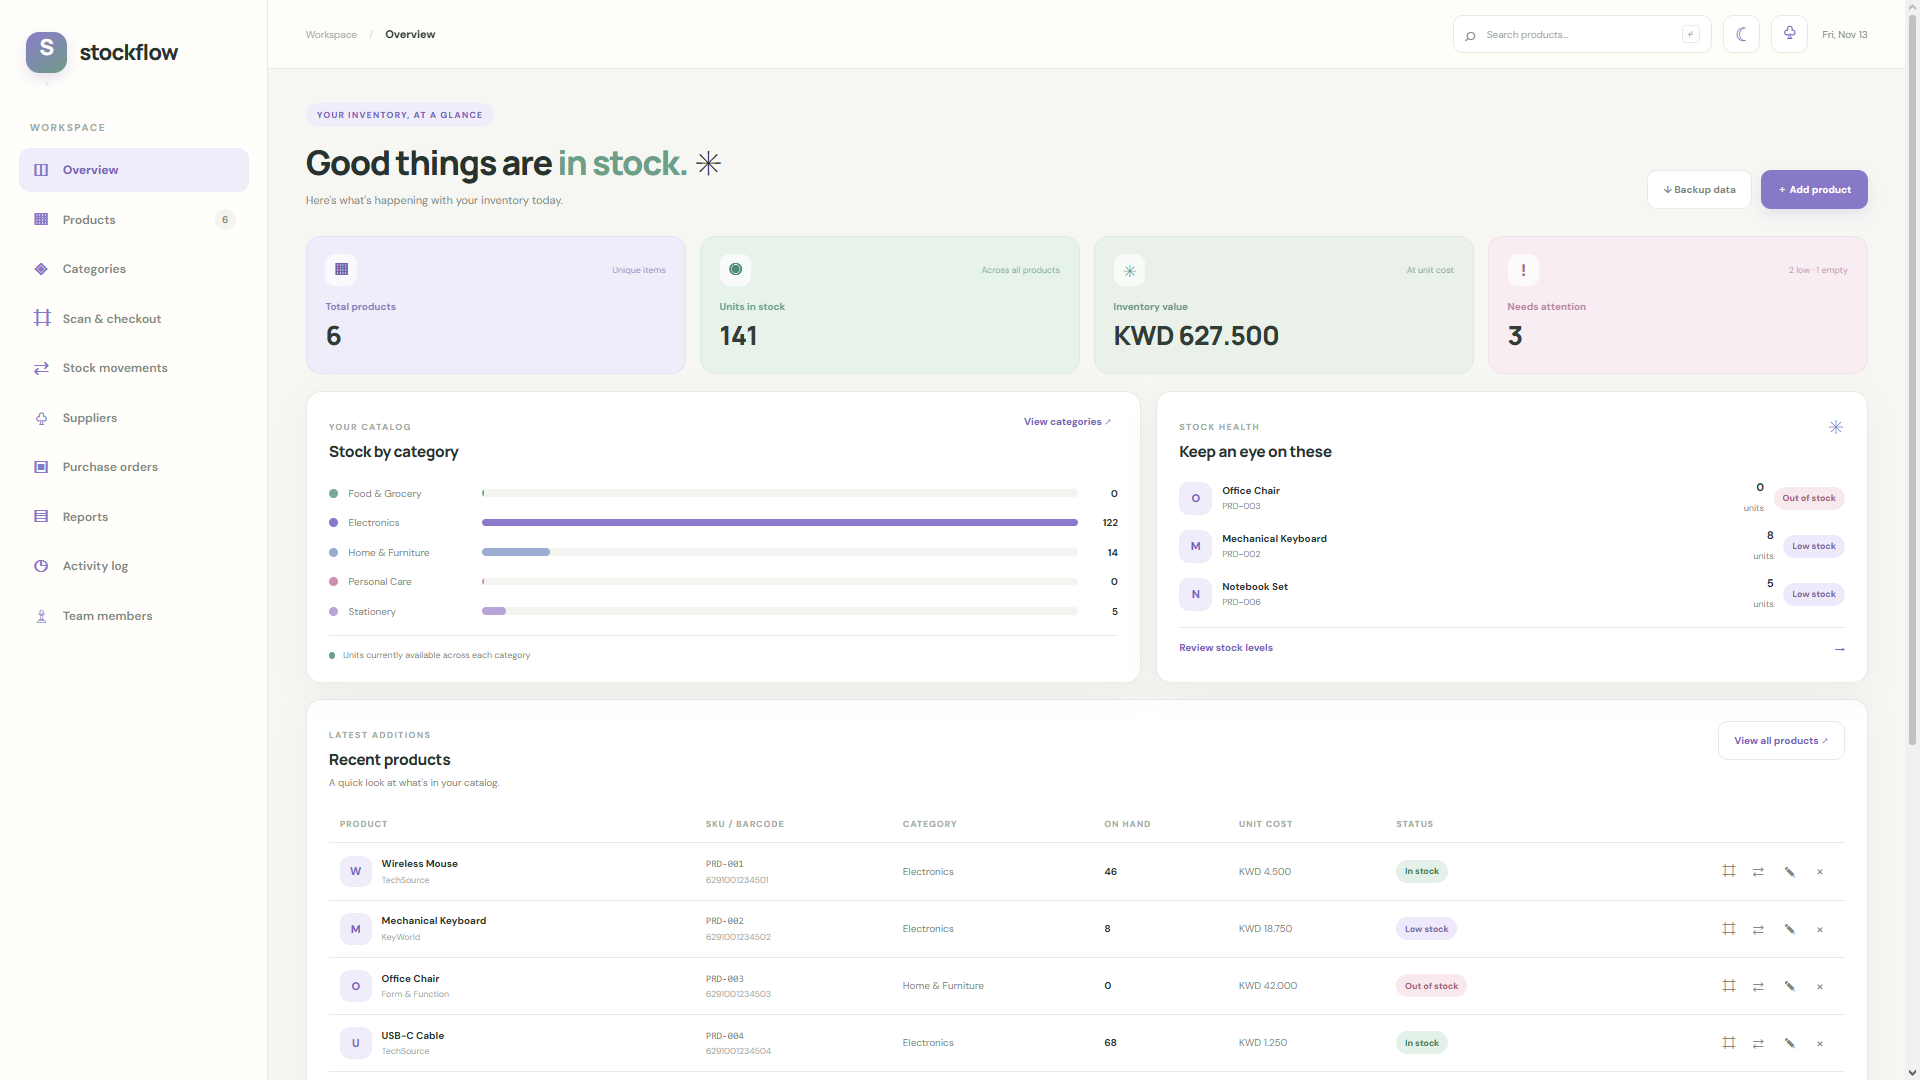 S
stockflow
WORKSPACE
Overview
Products 6
Categories
Scan & checkout
Stock movements
Suppliers
Purchase orders
Reports
Activity log
Team members
Workspace / Overview
Search products...
Fri, Nov 13
YOUR INVENTORY, AT A GLANCE
Good things are in stock.
Here's what's happening with your inventory today.
↓ Backup data
+ Add product
Unique items
Total products
6
Across all products
Units in stock
141
At unit cost
Inventory value
KWD 627.500
! 2 low · 1 empty
Needs attention
3
YOUR CATALOG
View categories ↗
Stock by category
Food & Grocery 0
Electronics 122
Home & Furniture 14
Personal Care 0
Stationery 5
Units currently available across each category
STOCK HEALTH
Keep an eye on these
O Office Chair PRD-003 0 units Out of stock
M Mechanical Keyboard PRD-002 8 units Low stock
N Notebook Set PRD-006 5 units Low stock
Review stock levels →
LATEST ADDITIONS
Recent products
A quick look at what's in your catalog.
View all products ↗
PRODUCT SKU / BARCODE CATEGORY ON HAND UNIT COST STATUS
W Wireless Mouse TechSource PRD-001 6291001234501 Electronics 46 KWD 4.500 In stock
M Mechanical Keyboard KeyWorld PRD-002 6291001234502 Electronics 8 KWD 18.750 Low stock
O Office Chair Form & Function PRD-003 6291001234503 Home & Furniture 0 KWD 42.000 Out of stock
U USB-C Cable TechSource PRD-004 6291001234504 Electronics 68 KWD 1.250 In stock